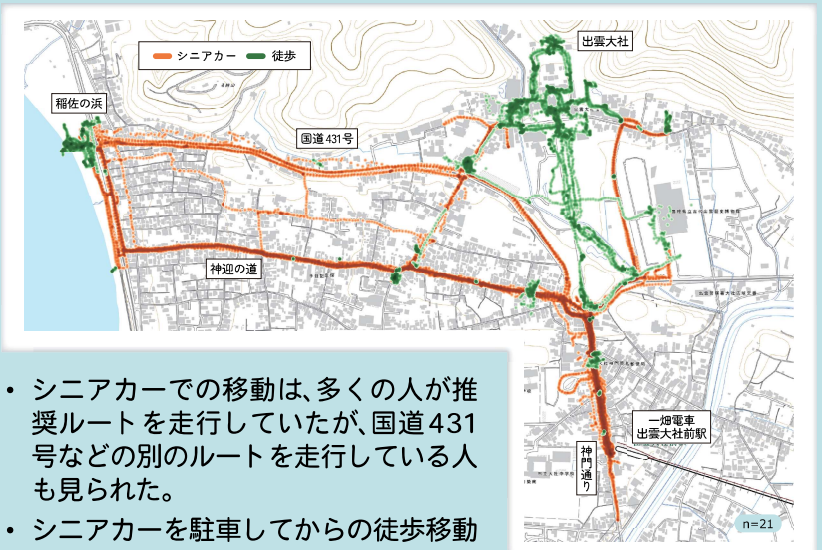 シニアカー 徒歩
出雲大社
稲佐の浜
国道431号
神迎の道
一畑電車
出雲大社前駅
神門通り
n=21
• シニアカーでの移動は、多くの人が推
奨ルートを走行していたが、国道431
号などの別のルートを走行している人
も見られた。
• シニアカーを駐車してからの徒歩移動